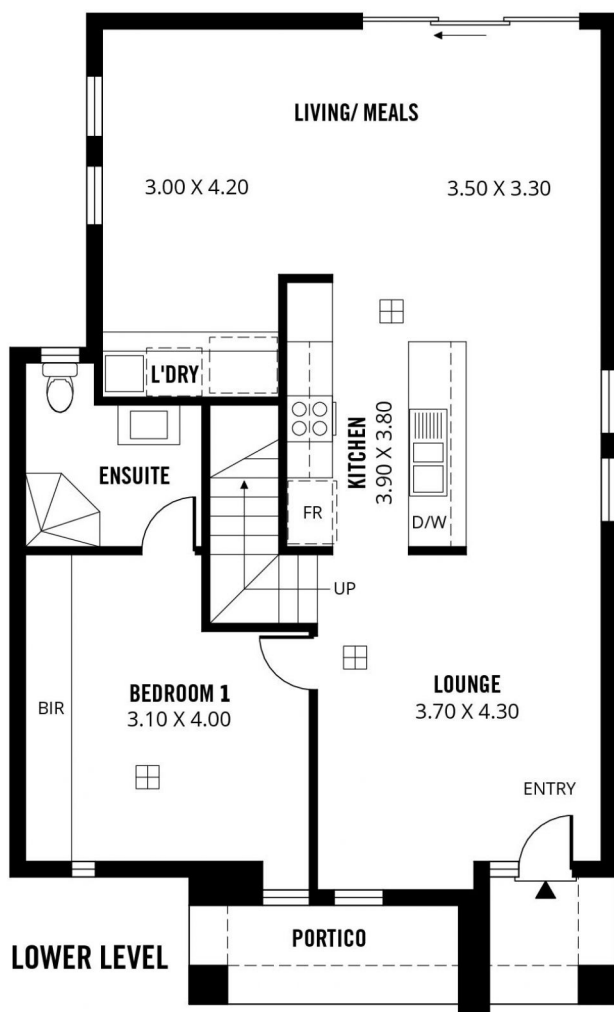 LIVING/ MEALS
3.00 X 4.20
3.50 X 3.30
L'DRY
KITCHEN
3.90 X 3.80
ENSUITE
FR
D/W
UP
BEDROOM 1
3.10 X 4.00
BIR
LOUNGE
3.70 X 4.30
ENTRY
PORTICO
LOWER LEVEL